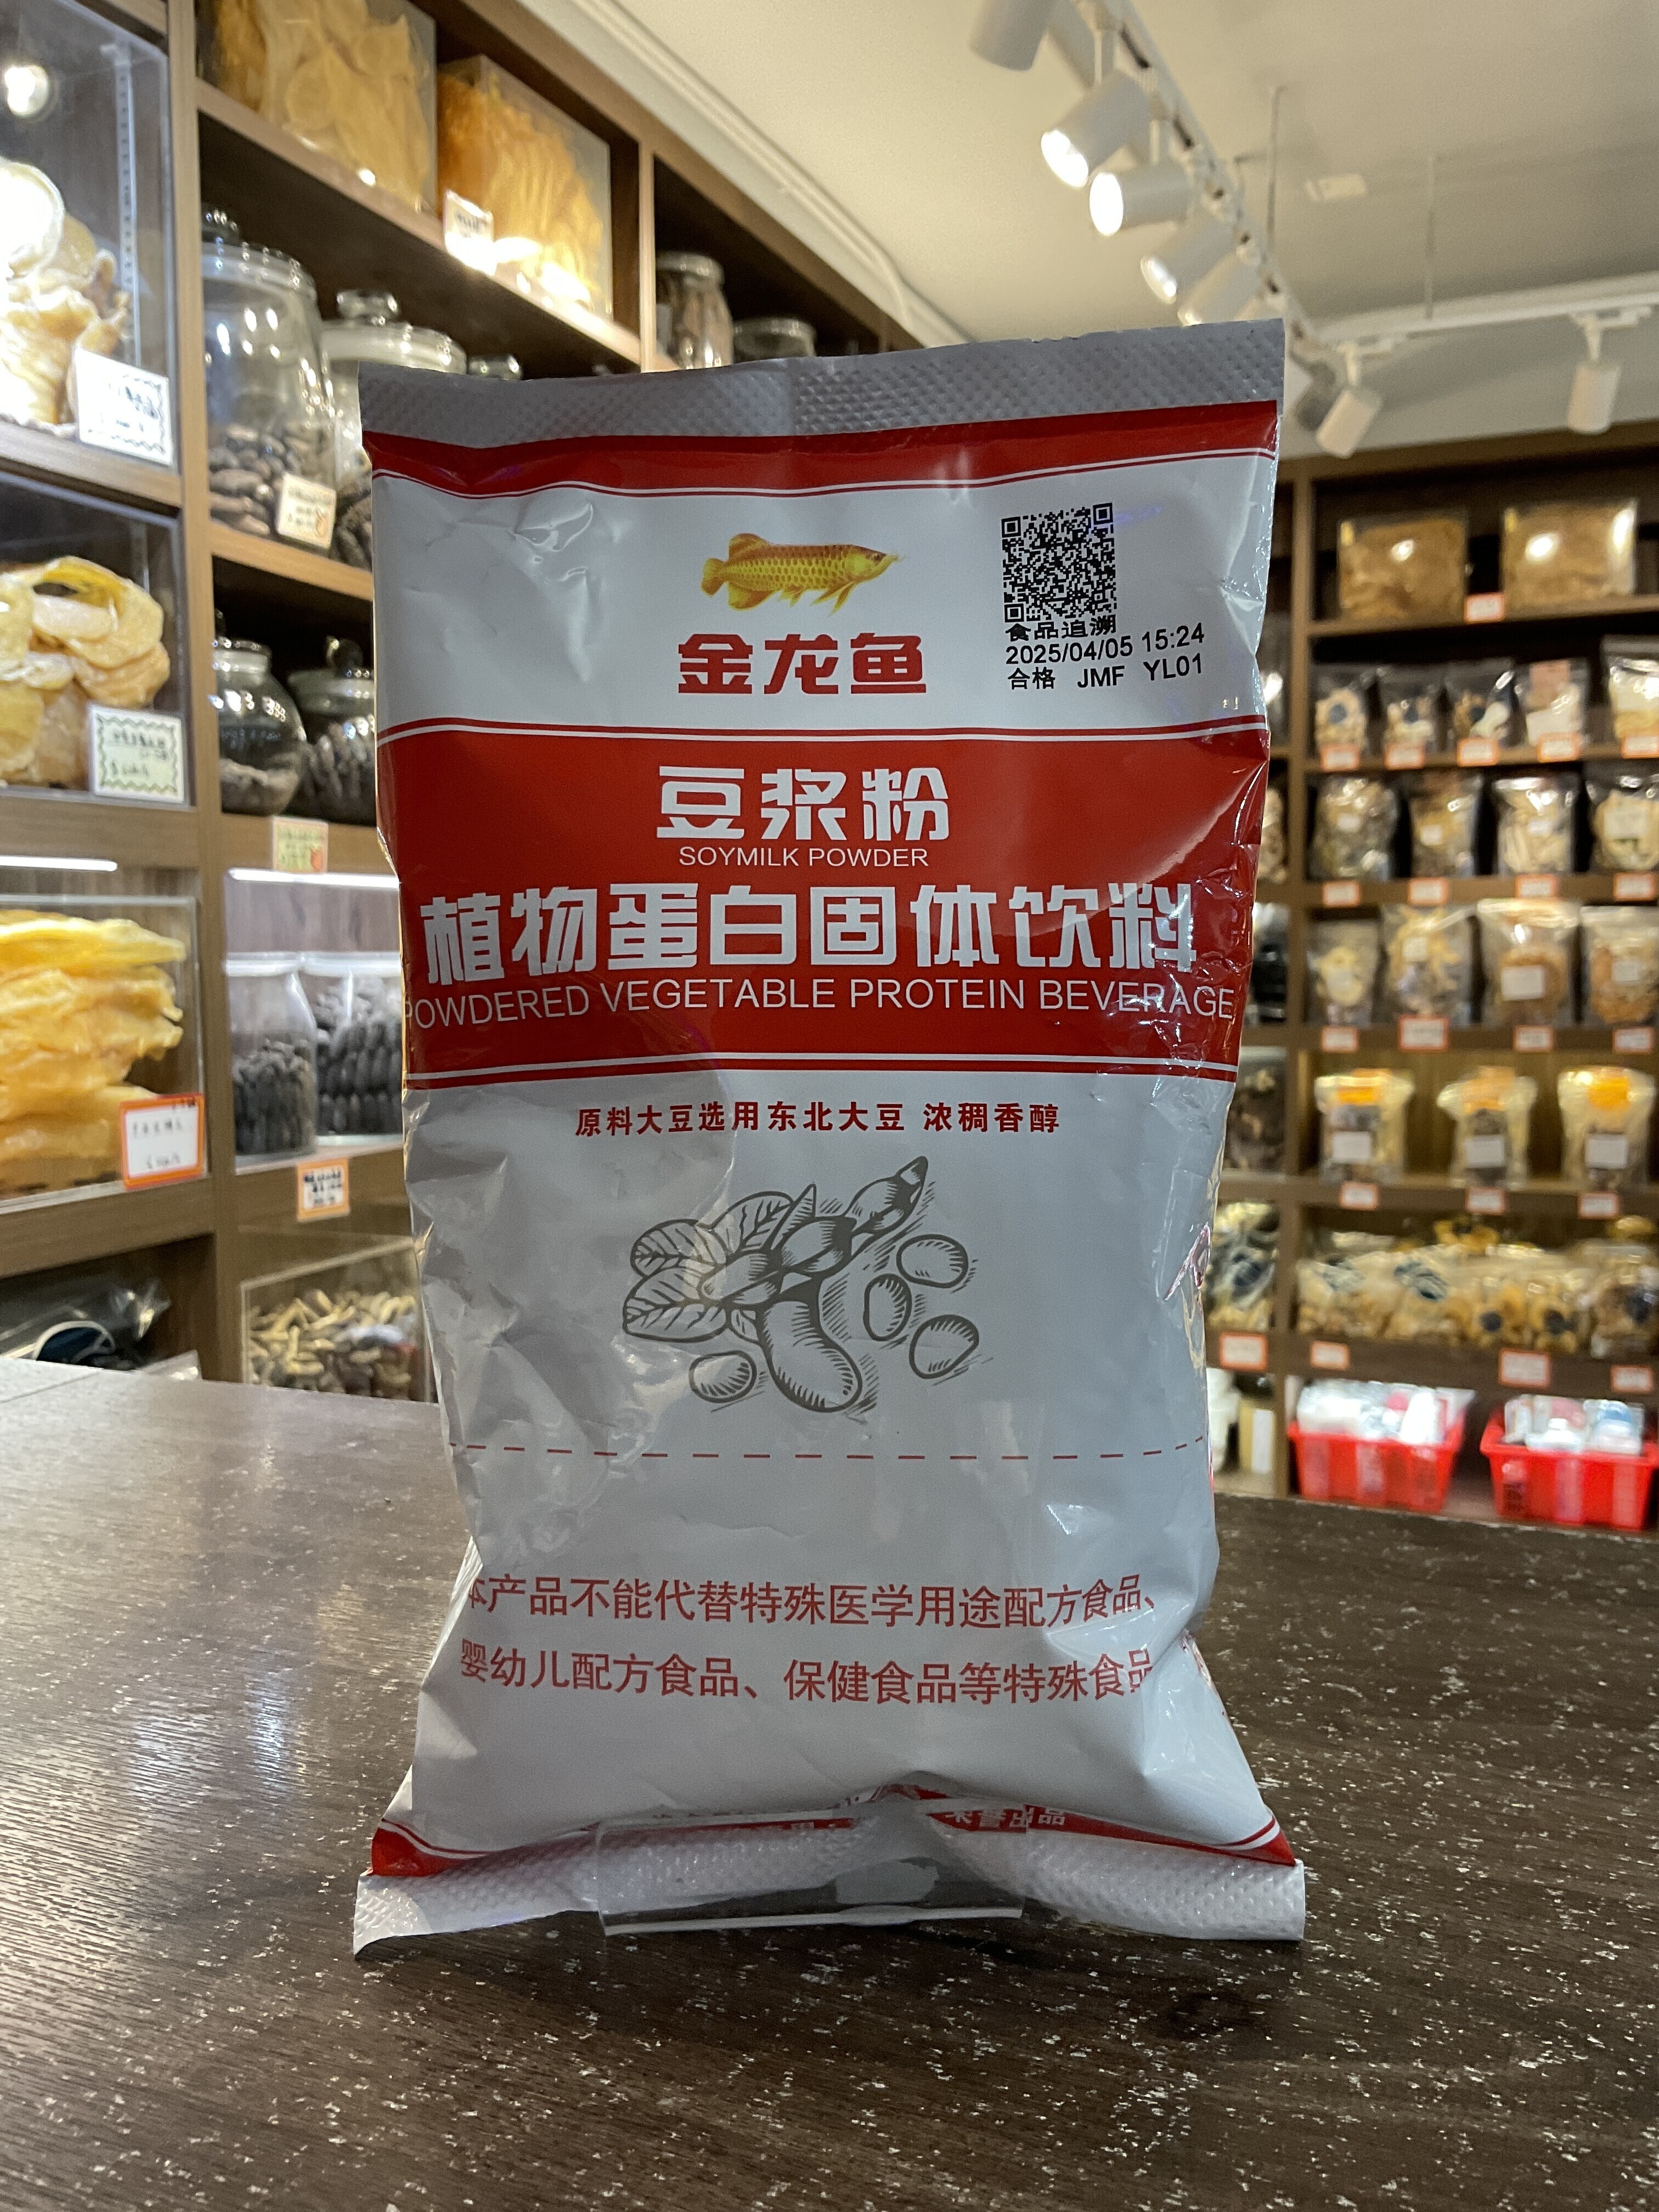 食品追溯
2025/04/05 15:24
合格 JMF YL01
金龙鱼
豆浆粉
SOYMILK POWDER
植物蛋白固体饮料
POWDERED VEGETABLE PROTEIN BEVERAGE
原料大豆选用东北大豆 浓稠香醇
本产品不能代替特殊医学用途配方食品、
婴幼儿配方食品、保健食品等特殊食品